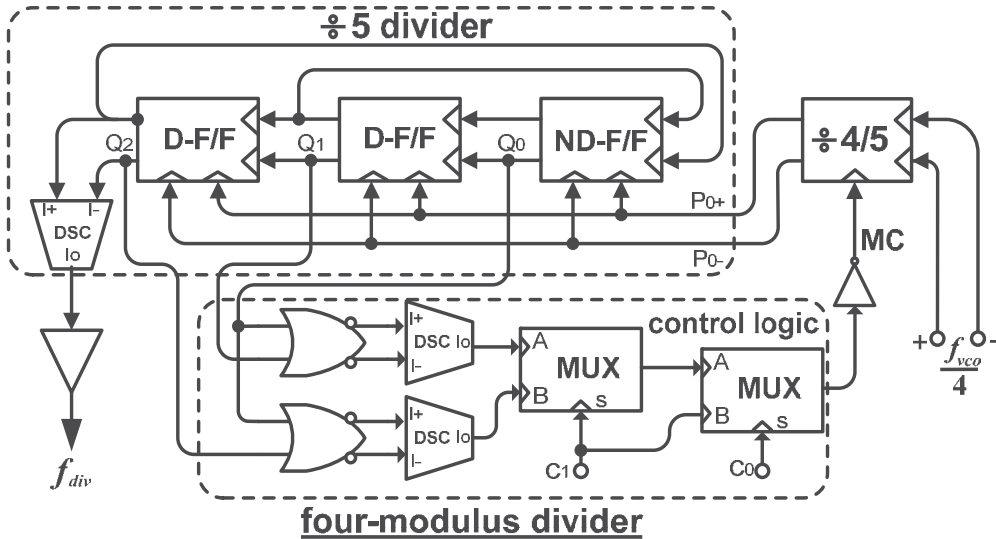 ÷5 divider
Q2 D-F/F Q1 D-F/F Q0 ND-F/F ÷4/5
I+ I-
DSC
Io
P0+
P0-
MC
control logic
+ fvco/4 -
I+
DSC Io
I-
A
MUX
B
s
A
MUX
B
s
I+
DSC Io
I-
C1
C0
fdiv
four-modulus divider